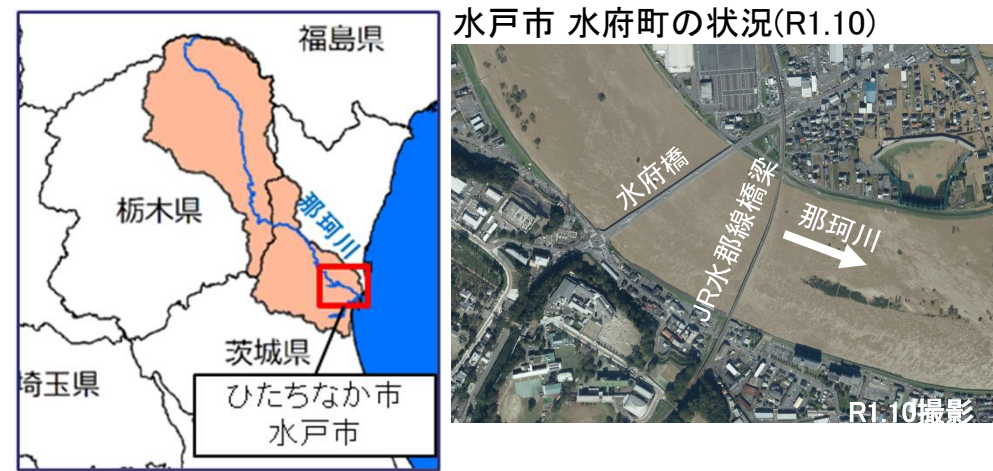 福島県
栃木県
那珂川
茨城県
埼玉県
ひたちなか市
水戸市
水戸市 水府町の状況(R1.10)
水府橋
JR水郡線橋梁
那珂川
R1.10撮影